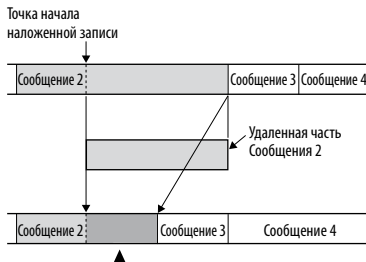 Точка начала
наложенной записи
Сообщение 2 Сообщение 3 Сообщение 4
Удаленная часть
Сообщения 2
Сообщение 2 Сообщение 3 Сообщение 4